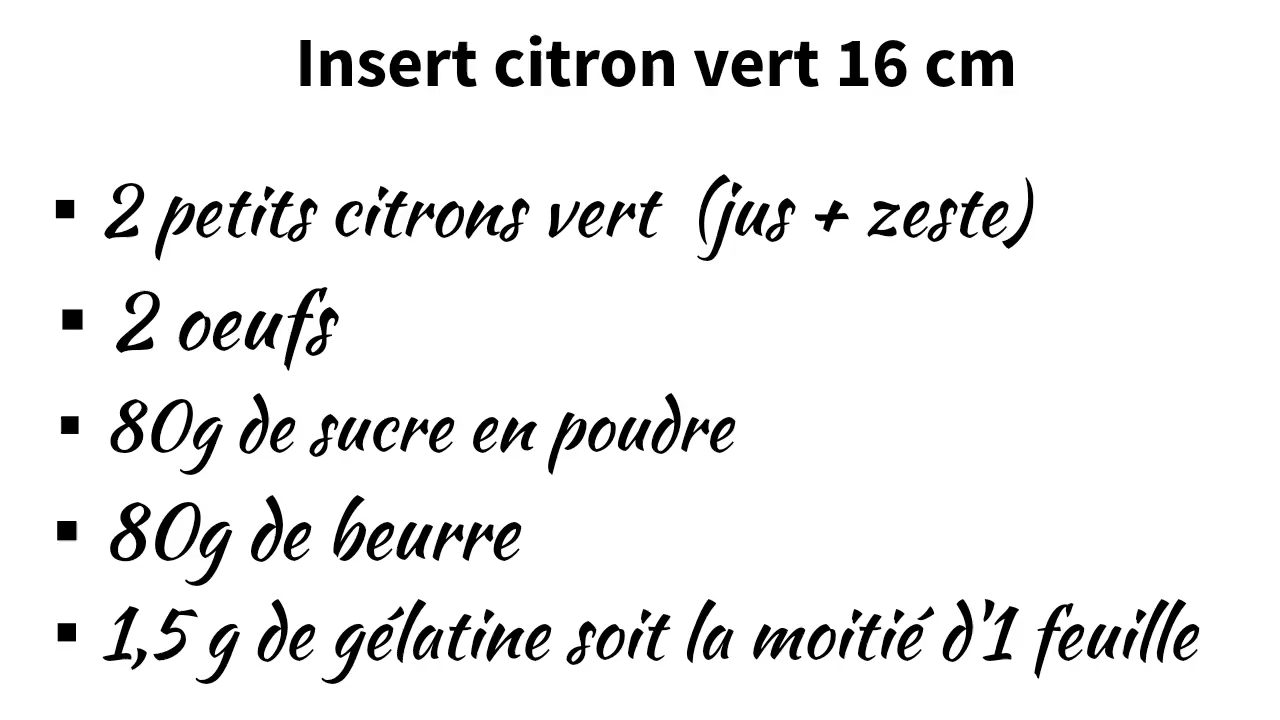 Insert citron vert 16 cm
▪ 2 petits citrons vert (jus + zeste)
▪ 2 oeufs
▪ 80g de sucre en poudre
▪ 80g de beurre
▪ 1,5 g de gélatine soit la moitié d'1 feuille